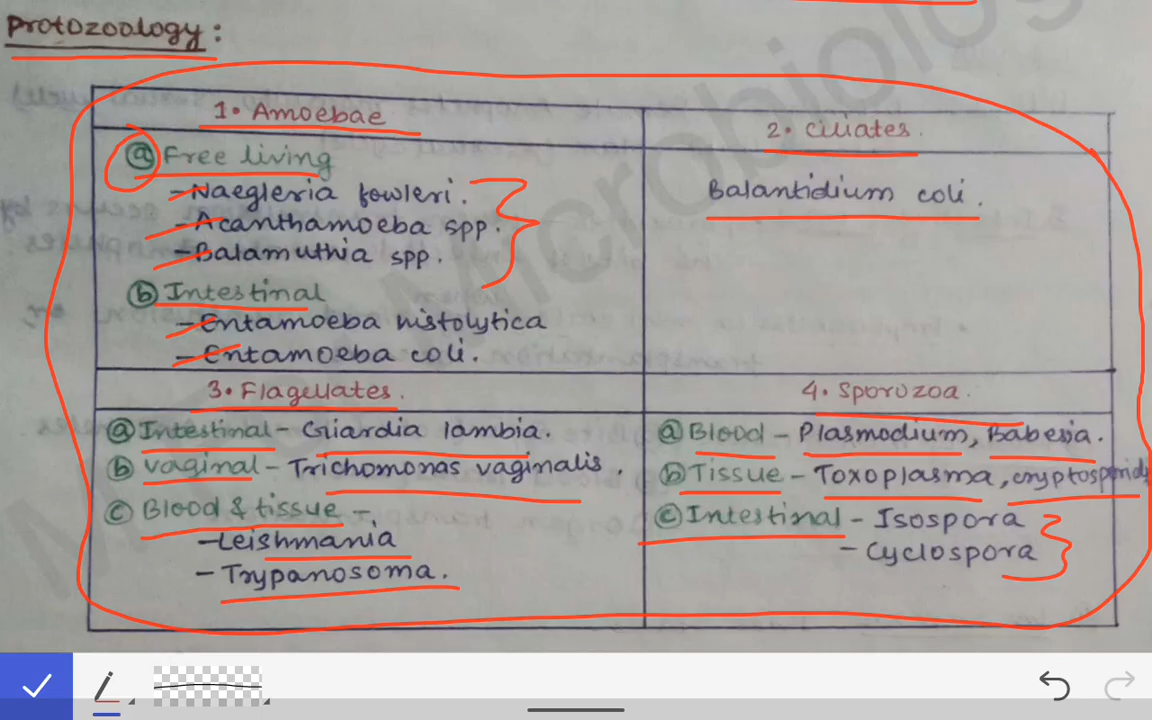 Protozoology :
1. Amoebae
2. Ciliates.
ⓐ Free living
- Naegleria fowleri.
- Acanthamoeba spp.
- Balamuthia spp.
Balantidium coli.
ⓑ Intestinal
- Entamoeba histolytica
- Entamoeba coli.
3. Flagellates.
4. Sporozoa.
ⓐ Intestinal - Giardia lambia.
ⓑ vaginal - Trichomonas vaginalis.
ⓒ Blood & tissue -
- Leishmania
- Trypanosoma.
ⓐ Blood - Plasmodium, Babesia.
ⓑ Tissue - Toxoplasma, cryptosporidi
ⓒ Intestinal - Isospora
- Cyclospora
Microbiolog